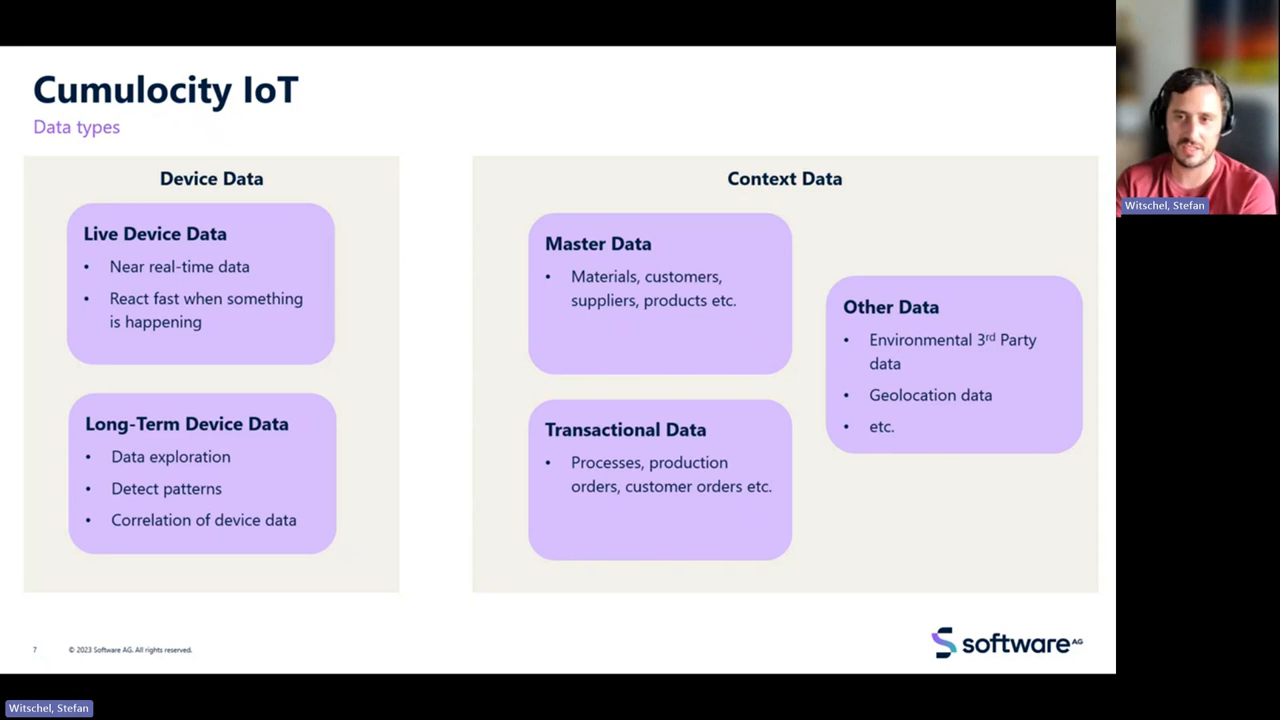 Cumulocity IoT
Data types
Device Data
Live Device Data
• Near real-time data
• React fast when something
is happening
Long-Term Device Data
• Data exploration
• Detect patterns
• Correlation of device data
Context Data
Master Data
• Materials, customers,
suppliers, products etc.
Transactional Data
• Processes, production
orders, customer orders etc.
Other Data
• Environmental 3rd Party
data
• Geolocation data
• etc.
7
© 2023 Software AG. All rights reserved.
software AG
Witschel, Stefan
Witschel, Stefan